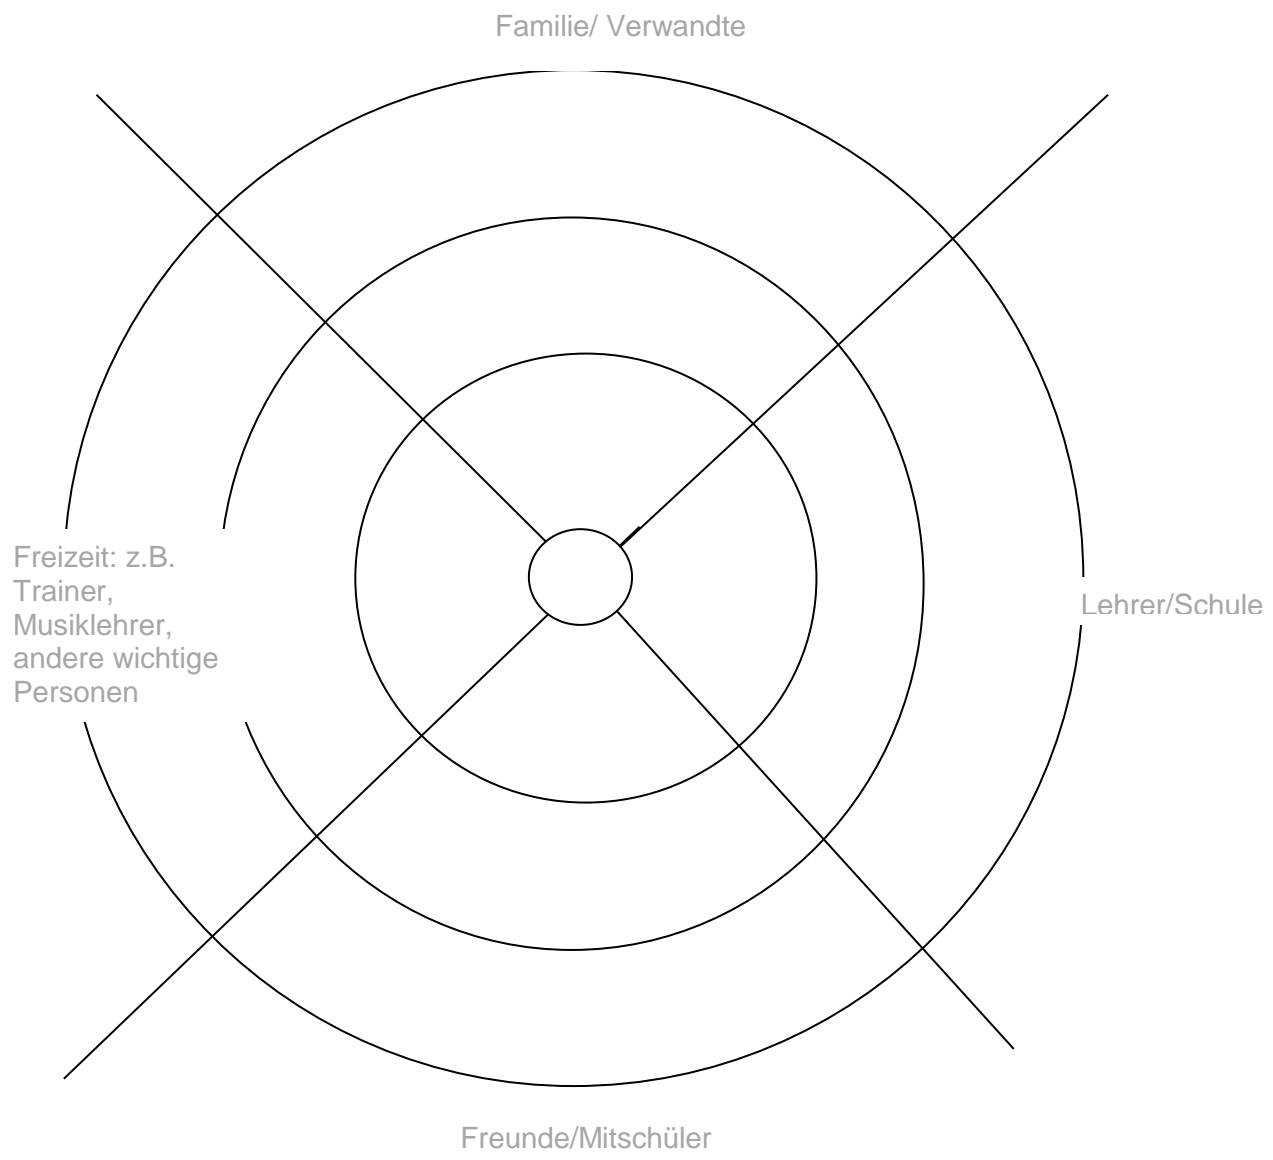 Familie/ Verwandte
Freizeit: z.B.
Trainer,
Musiklehrer,
andere wichtige
Personen
Lehrer/Schule
Freunde/Mitschüler